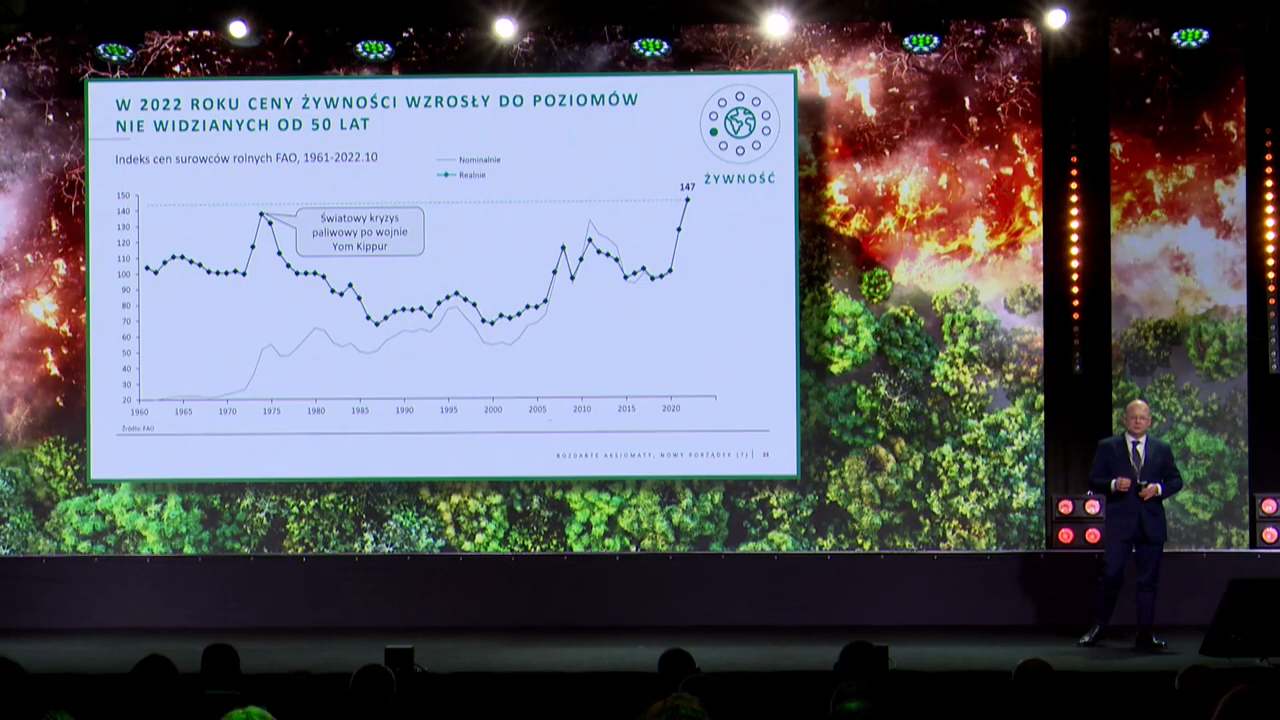 W 2022 ROKU CENY ŻYWNOŚCI WZROSŁY DO POZIOMÓW
NIE WIDZIANYCH OD 50 LAT
Indeks cen surowców rolnych FAO, 1961-2022.10
Nominalnie
Realnie
ŻYWNOŚĆ
147
Światowy kryzys
paliwowy po wojnie
Yom Kippur
150
140
130
120
110
100
90
80
70
60
50
40
30
20
1960 1965 1970 1975 1980 1985 1990 1995 2000 2005 2010 2015 2020
Źródło: FAO
ROZDARTE AKSJOMATY, NOWY PORZĄDEK (?)